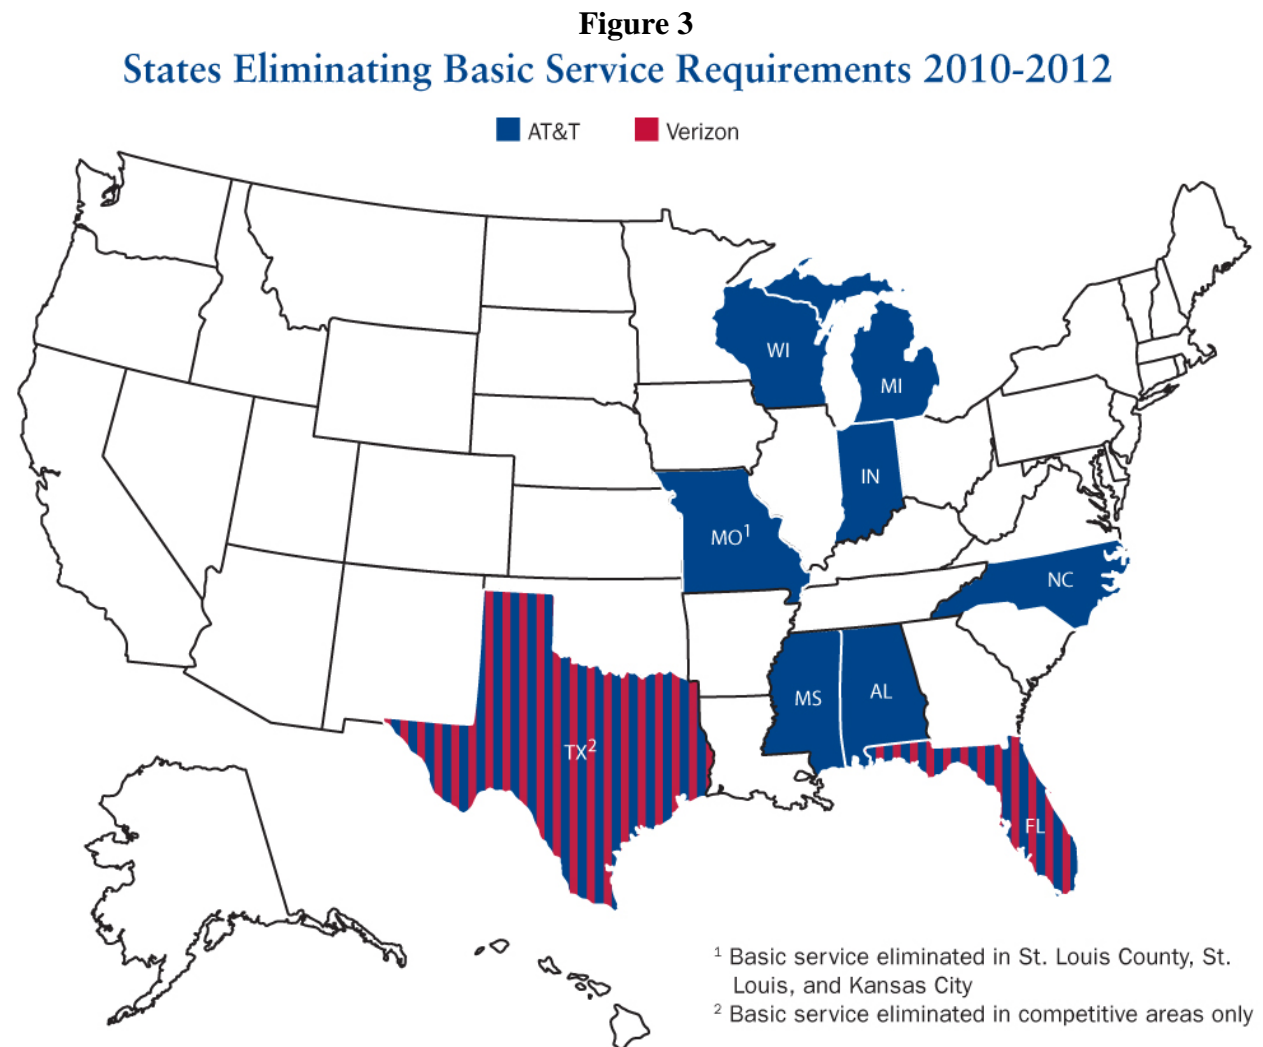 Figure 3
States Eliminating Basic Service Requirements 2010-2012
AT&T Verizon
WI
MI
IN
MO¹
NC
MS
AL
TX²
FL
¹ Basic service eliminated in St. Louis County, St.
Louis, and Kansas City
² Basic service eliminated in competitive areas only